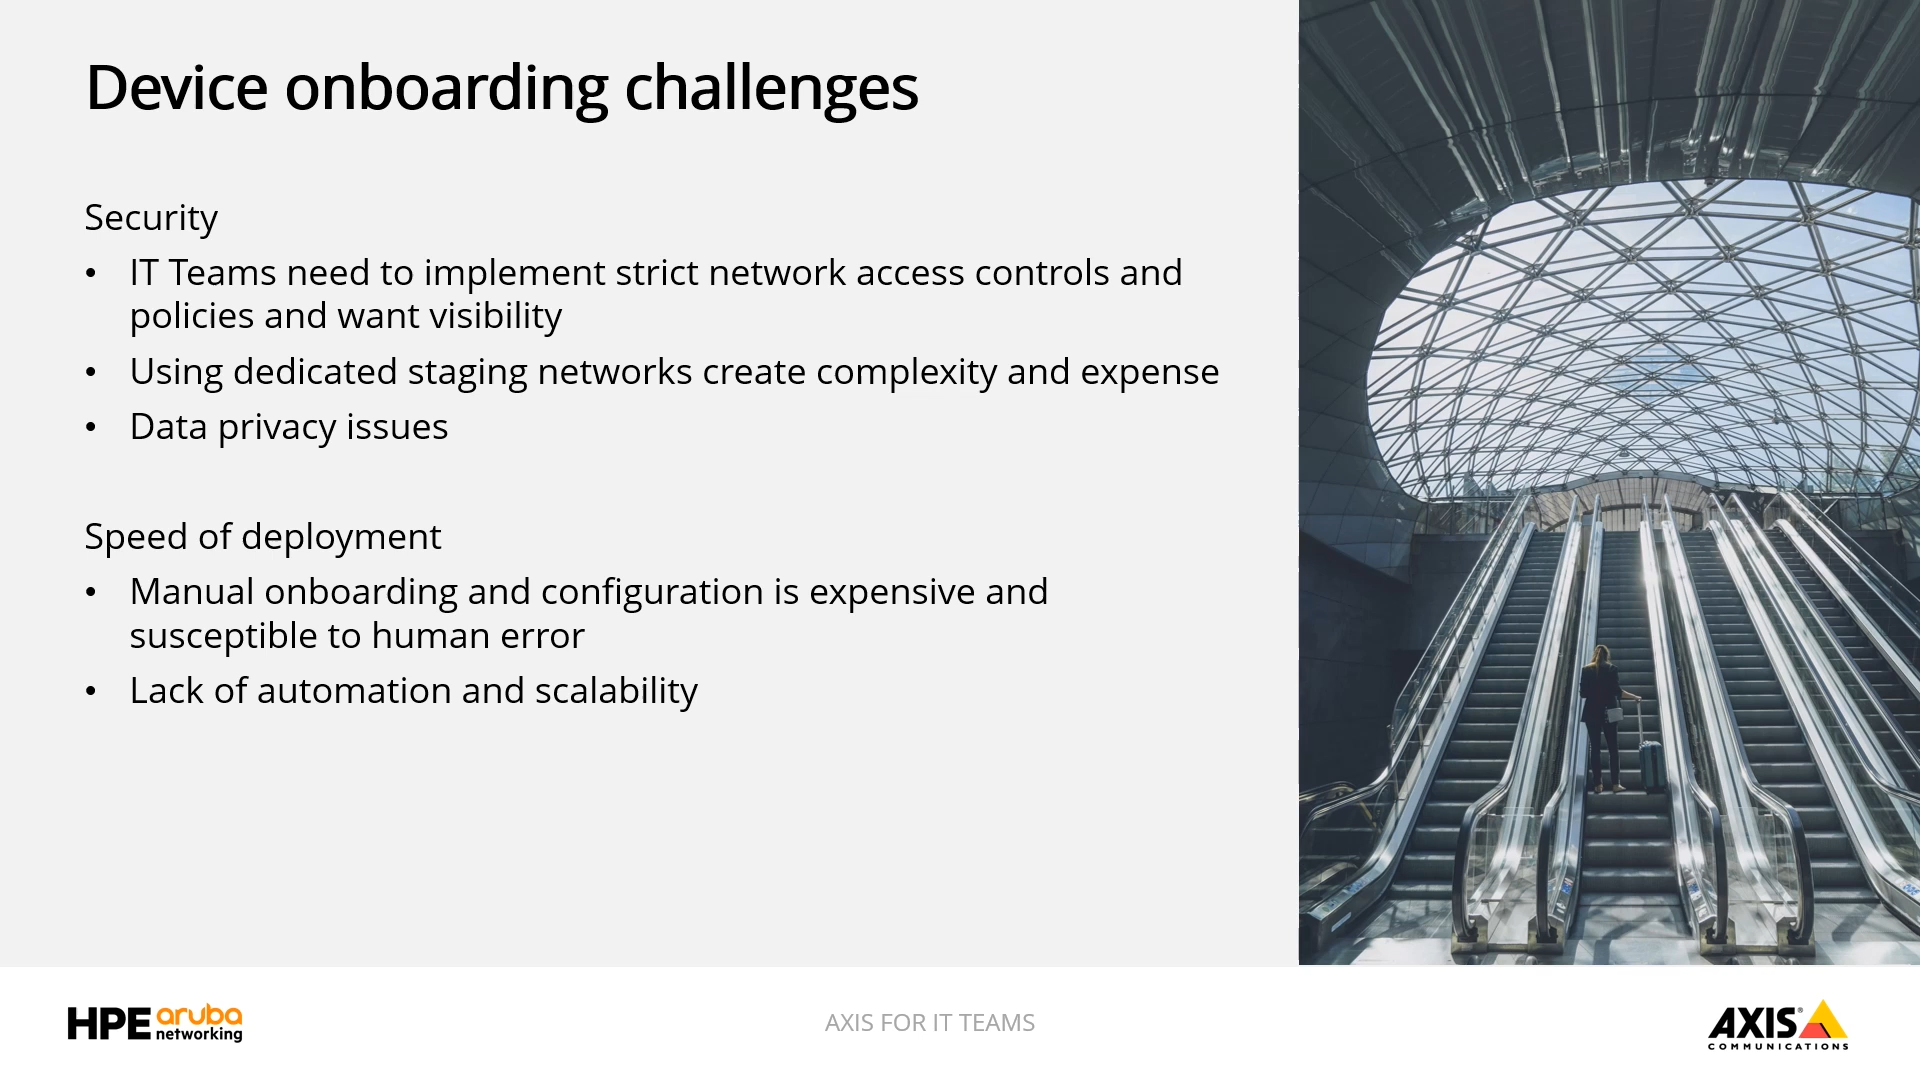 Device onboarding challenges
Security
• IT Teams need to implement strict network access controls and
policies and want visibility
• Using dedicated staging networks create complexity and expense
• Data privacy issues
Speed of deployment
• Manual onboarding and configuration is expensive and
susceptible to human error
• Lack of automation and scalability
HPE aruba
networking
AXIS FOR IT TEAMS
AXIS®
COMMUNICATIONS